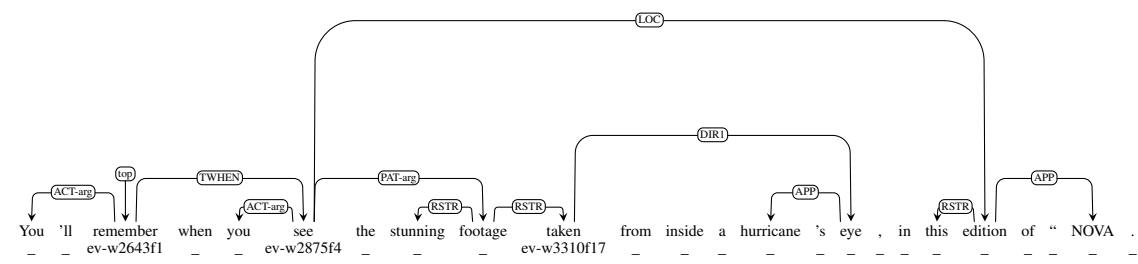 LOC
DIR1
top
ACT-arg TWHEN PAT-arg APP APP
ACT-arg RSTR RSTR RSTR
You 'll remember when you see the stunning footage taken from inside a hurricane 's eye , in this edition of “ NOVA .
_ _ ev-w2643f1 _ _ ev-w2875f4 _ _ _ ev-w3310f17 _ _ _ _ _ _ _ _ _ _ _ _ _ _